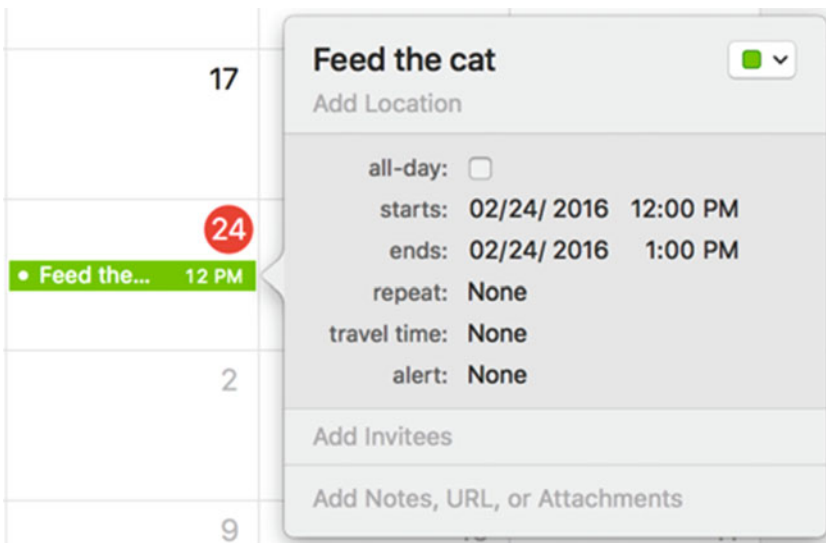 17
24
Feed the... 12 PM
2
9
Feed the cat
Add Location
all-day:
starts: 02/24/ 2016 12:00 PM
ends: 02/24/ 2016 1:00 PM
repeat: None
travel time: None
alert: None
Add Invitees
Add Notes, URL, or Attachments